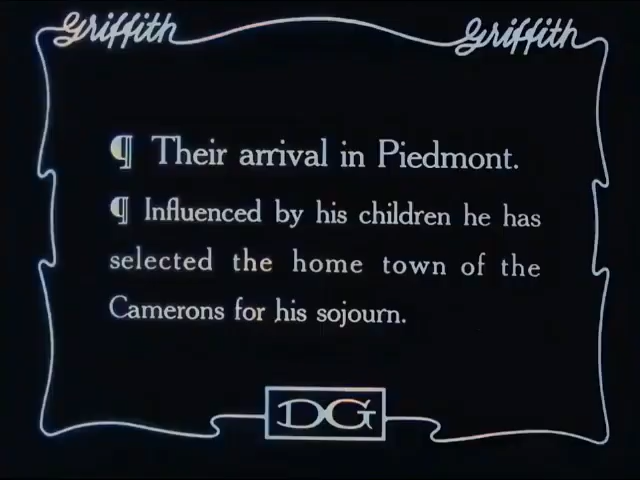 Griffith Griffith
¶ Their arrival in Piedmont.
¶ Influenced by his children he has
selected the home town of the
Camerons for his sojourn.
DG